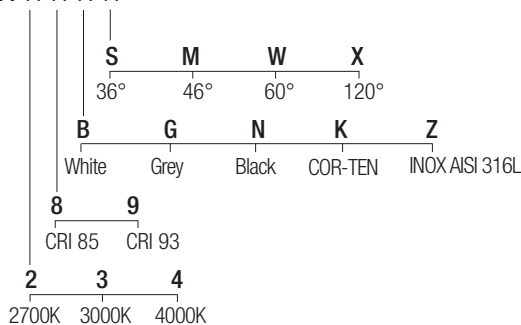 S M W X
36° 46° 60° 120°
B G N K Z
White Grey Black COR-TEN INOX AISI 316L
8 9
CRI 85 CRI 93
2 3 4
2700K 3000K 4000K